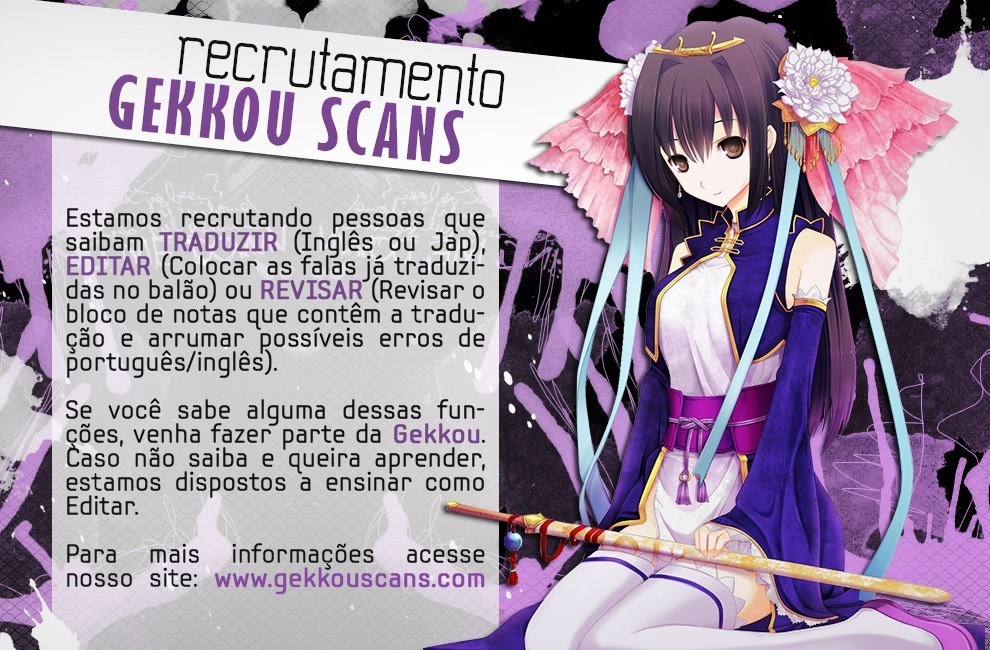 recrutamento
GEKKOU SCANS
Estamos recrutando pessoas que
saibam TRADUZIR (Inglês ou Jap),
EDITAR (Colocar as falas já traduzi-
das no balão) ou REVISAR (Revisar o
bloco de notas que contêm a tradu-
ção e arrumar possíveis erros de
português/inglês).
Se você sabe alguma dessas fun-
ções, venha fazer parte da Gekkou.
Caso não saiba e queira aprender,
estamos dispostos a ensinar como
Editar.
Para mais informações acesse
nosso site: www.gekkouscans.com